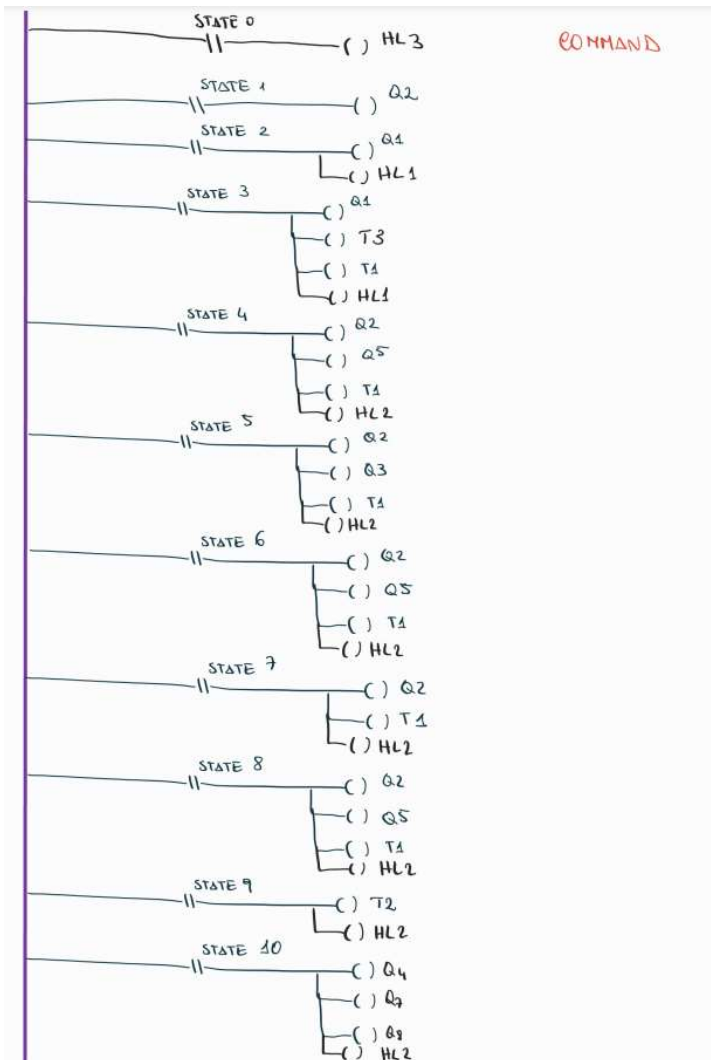 STATE 0
HL3
COMMAND
STATE 1
Q2
STATE 2
Q1
HL1
STATE 3
Q1
T3
T1
HL1
STATE 4
Q2
Q5
T1
HL2
STATE 5
Q2
Q3
T1
HL2
STATE 6
Q2
Q5
T1
HL2
STATE 7
Q2
T1
HL2
STATE 8
Q2
Q5
T1
HL2
STATE 9
T2
HL2
STATE 10
Q4
Q7
Q8
HL2